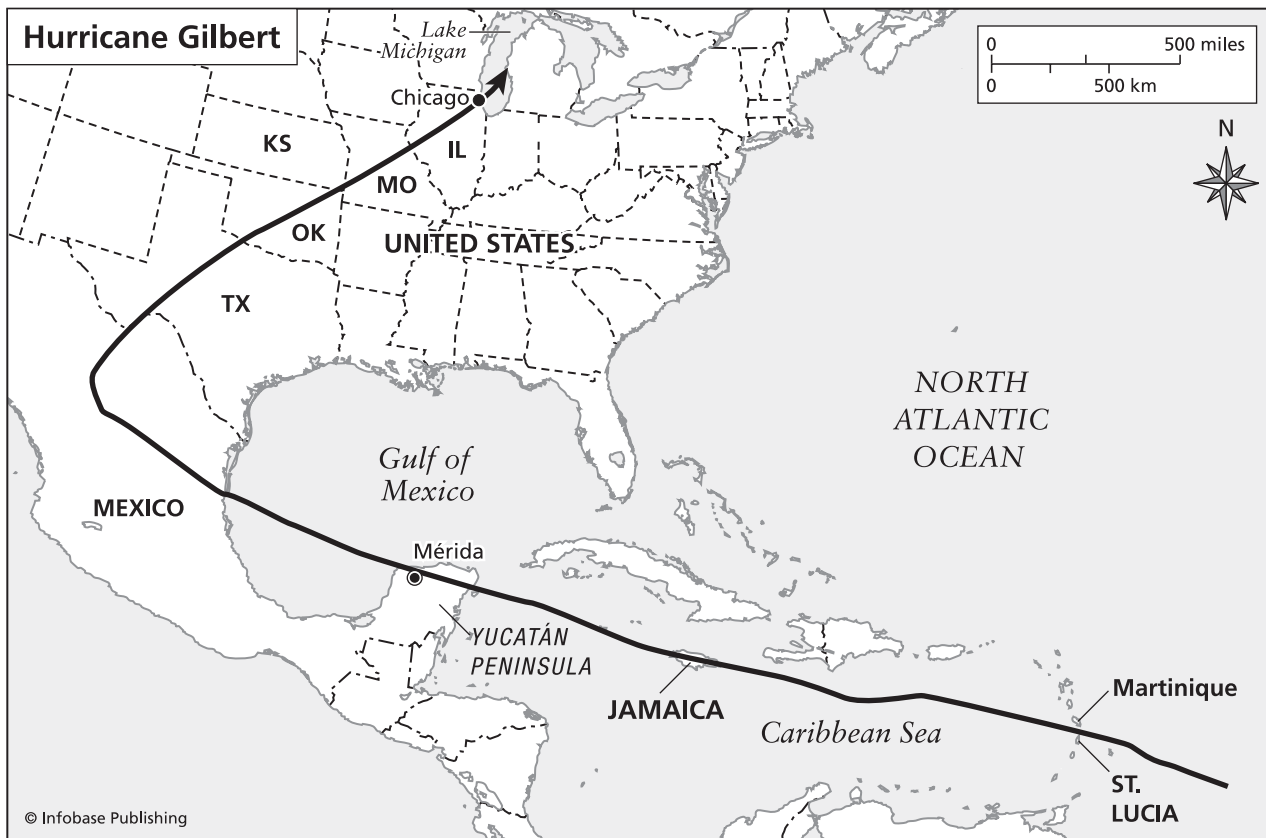 Hurricane Gilbert
Lake
Michigan
0 500 miles
0 500 km
Chicago
N
KS
IL
MO
OK
UNITED STATES
TX
NORTH
ATLANTIC
OCEAN
Gulf of
Mexico
MEXICO
Mérida
YUCATÁN
PENINSULA
JAMAICA
Martinique
Caribbean Sea
ST.
LUCIA
© Infobase Publishing